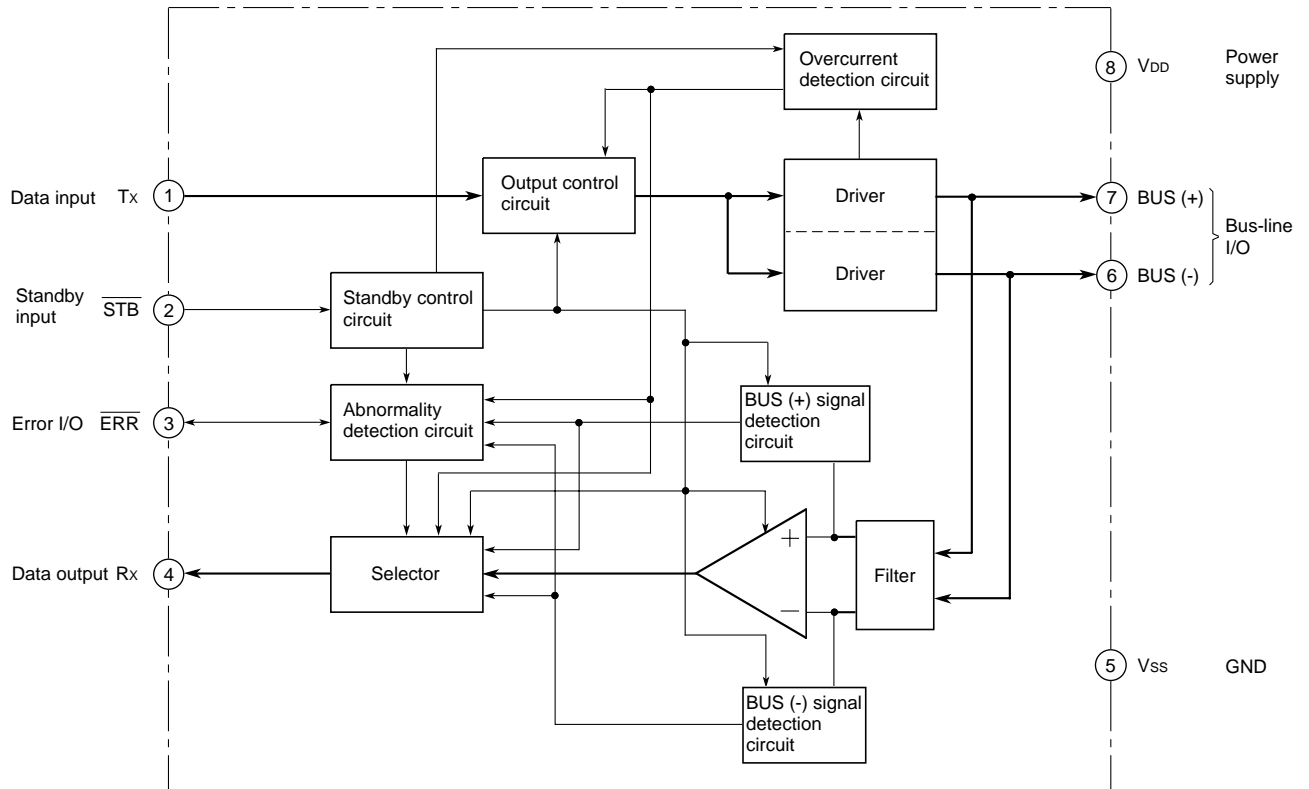 Overcurrent
detection circuit
8 VDD Power
supply
Data input Tx 1
Output control
circuit
Driver
Driver
7 BUS (+)
6 BUS (-)
Bus-line
I/O
Standby
input STB 2
Standby control
circuit
Error I/O ERR 3
Abnormality
detection circuit
BUS (+) signal
detection
circuit
Data output Rx 4
Selector
+
−
Filter
5 VSS GND
BUS (-) signal
detection
circuit